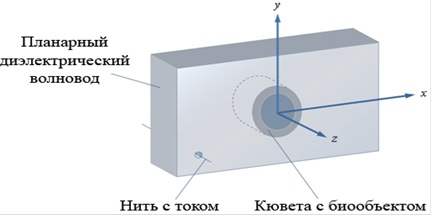 Планарный
диэлектрический
волновод
y
x
z
Нить с током
Кювета с биообъектом